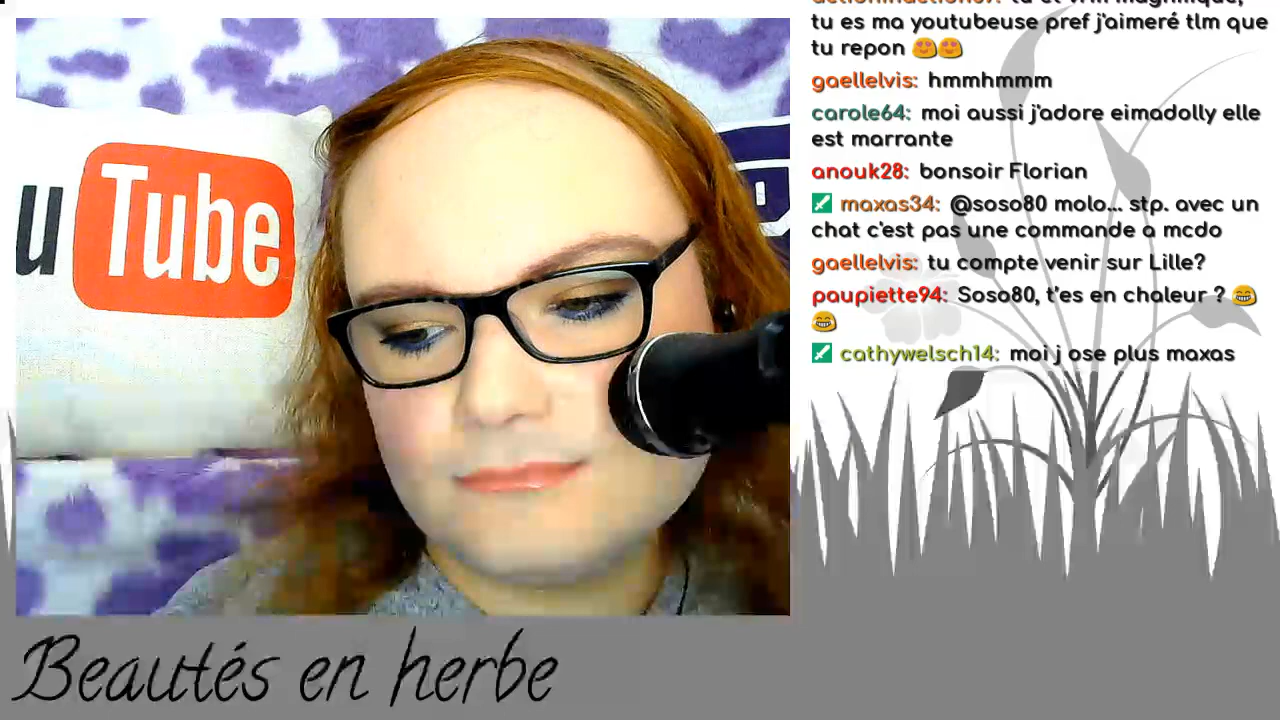 tu es ma youtubeuse pref j'aimeré tlm que
tu repon 😍😍
gaellelvis: hmmhmmm
carole64: moi aussi j'adore eimadolly elle
est marrante
anouk28: bonsoir Florian
maxas34: @soso80 molo... stp. avec un
chat c'est pas une commande a mcdo
gaellelvis: tu compte venir sur Lille?
paupiette94: Soso80, t'es en chaleur ? 😂
😂
cathywelsch14: moi j ose plus maxas
u Tube
Beautés en herbe